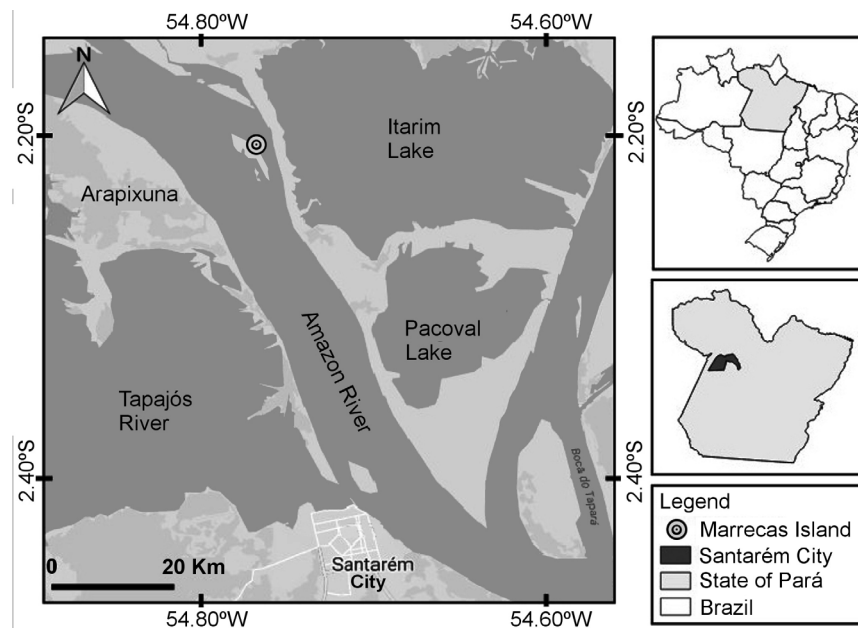 54.80ºW
54.60ºW
N
2.20ºS
2.20ºS
Itarim
Lake
Arapixuna
Amazon River
Pacoval
Lake
Tapajós
River
2.40ºS
2.40ºS
Boca do Tapará
0
20 Km
Santarém
City
54.80ºW
54.60ºW
Legend
Marrecas Island
Santarém City
State of Pará
Brazil